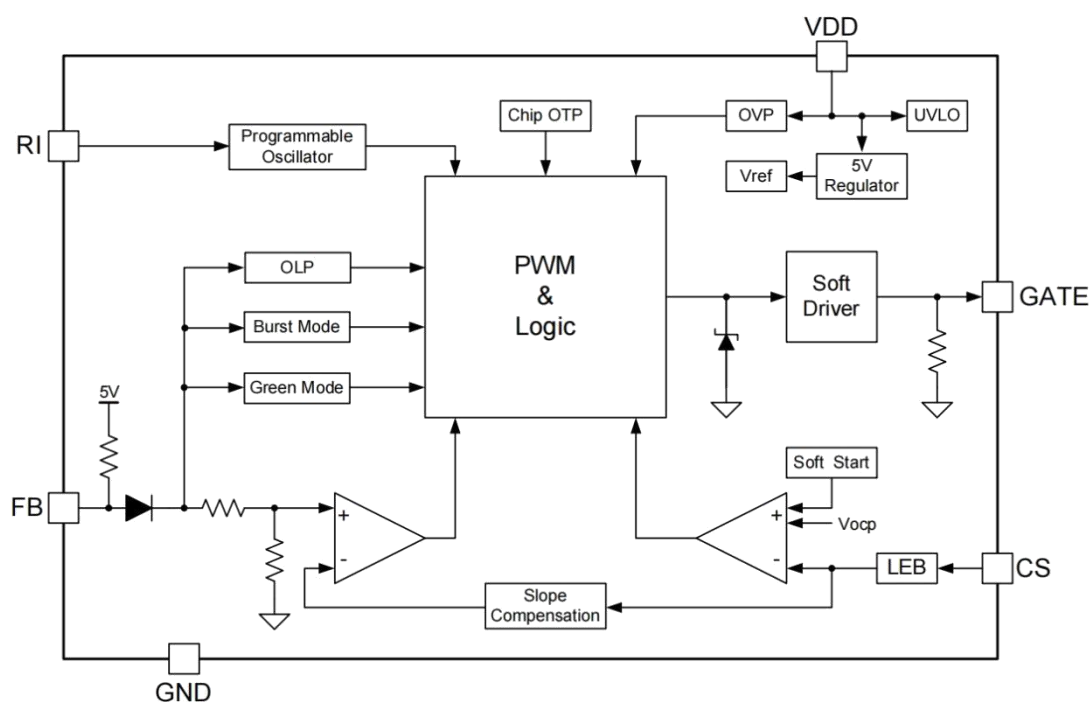 VDD
RI
Programmable
Oscillator
Chip OTP
OVP
UVLO
Vref
5V
Regulator
OLP
Burst Mode
Green Mode
PWM
&
Logic
Soft
Driver
GATE
5V
FB
+
-
Soft Start
+
Vocp
-
LEB
CS
Slope
Compensation
GND